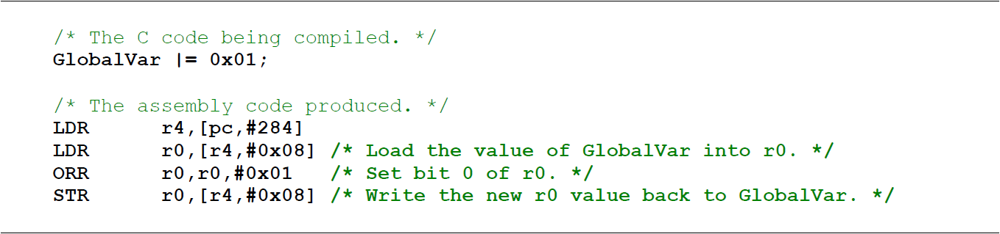 /* The C code being compiled. */
GlobalVar |= 0x01;
/* The assembly code produced. */
LDR      r4,[pc,#284]
LDR      r0,[r4,#0x08] /* Load the value of GlobalVar into r0. */
ORR      r0,r0,#0x01   /* Set bit 0 of r0. */
STR      r0,[r4,#0x08] /* Write the new r0 value back to GlobalVar. */